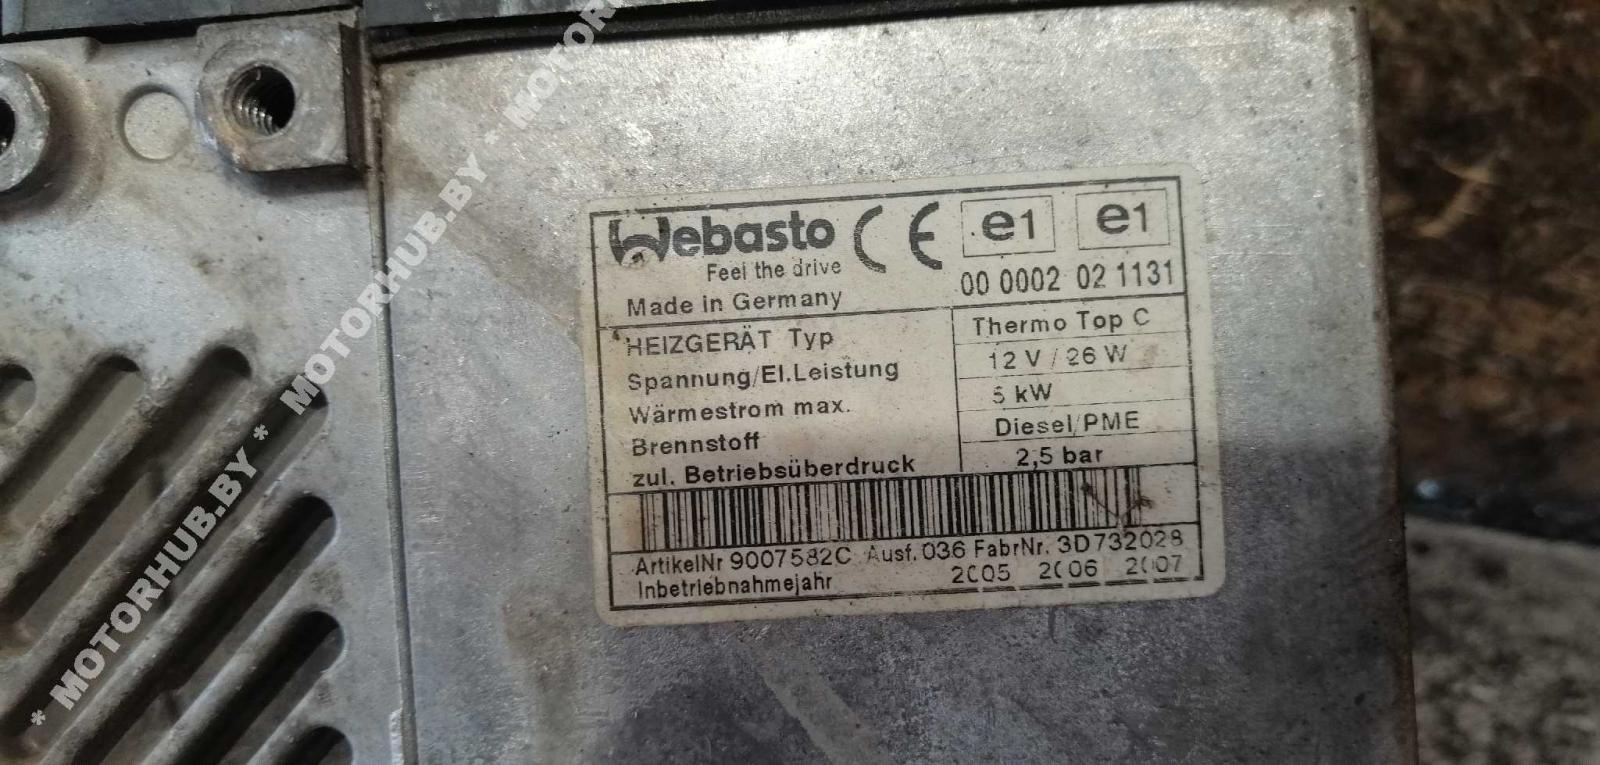 Webasto CE e1 e1
Feel the drive
00 0002 02 1131
Made in Germany
HEIZGERÄT Typ Thermo Top C
Spannung/El.Leistung 12 V / 26 W
Wärmestrom max. 5 kW
Brennstoff Diesel/PME
zul. Betriebsüberdruck 2,5 bar
ArtikelNr 9007582C Ausf. 036 FabrNr. 3D732028
Inbetriebnahmejahr 2005 2006 2007
* MOTORHUB.BY * MOTORHUB.BY * MOTORHUB.BY * MOTOR